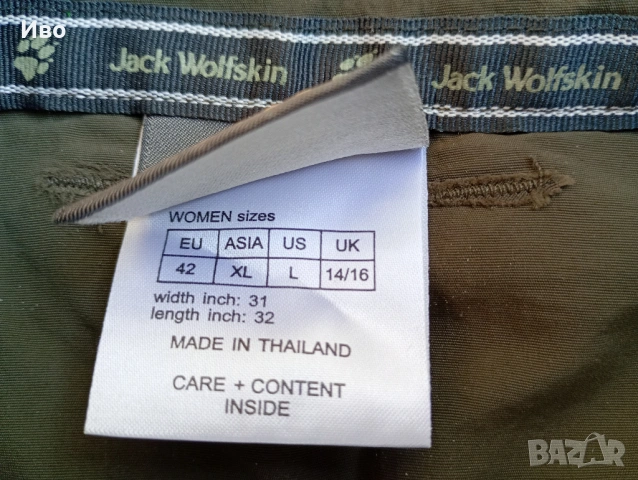 Иво
Jack Wolfskin Jack Wolfskin
WOMEN sizes
EU ASIA US UK
42 XL L 14/16
width inch: 31
length inch: 32
MADE IN THAILAND
CARE + CONTENT
INSIDE
BAZAR